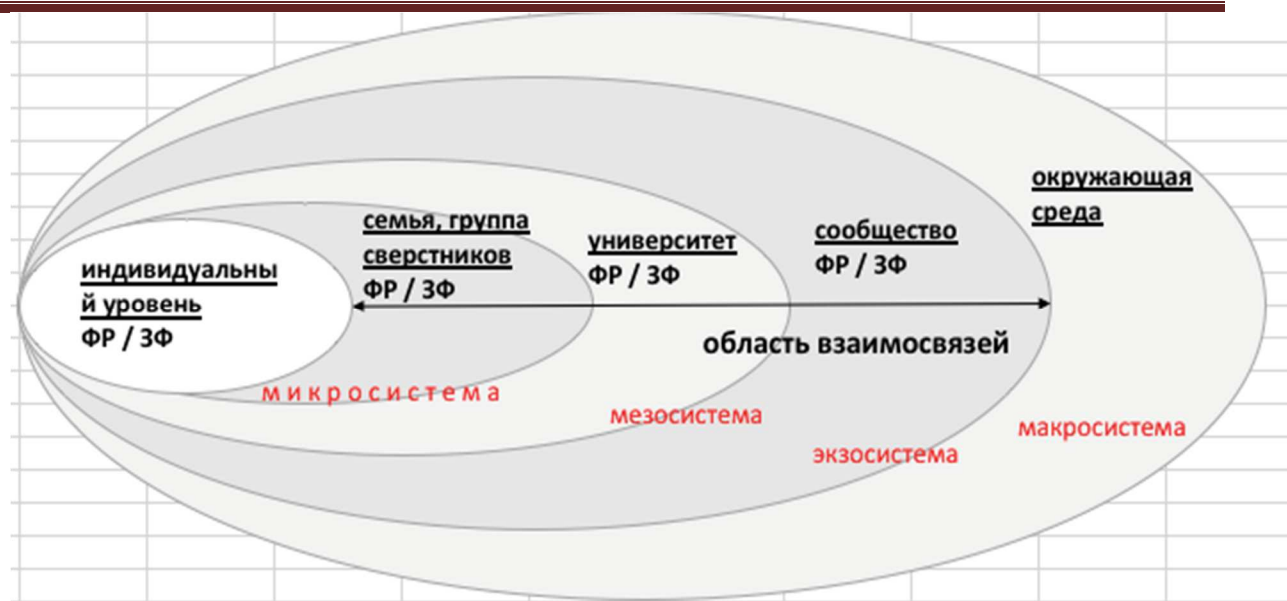 индивидуальны
й уровень
ФР / ЗФ
семья, группа
сверстников
ФР / ЗФ
университет
ФР / ЗФ
сообщество
ФР / ЗФ
окружающая
среда
область взаимосвязей
микросистема
мезосистема
экзосистема
макросистема